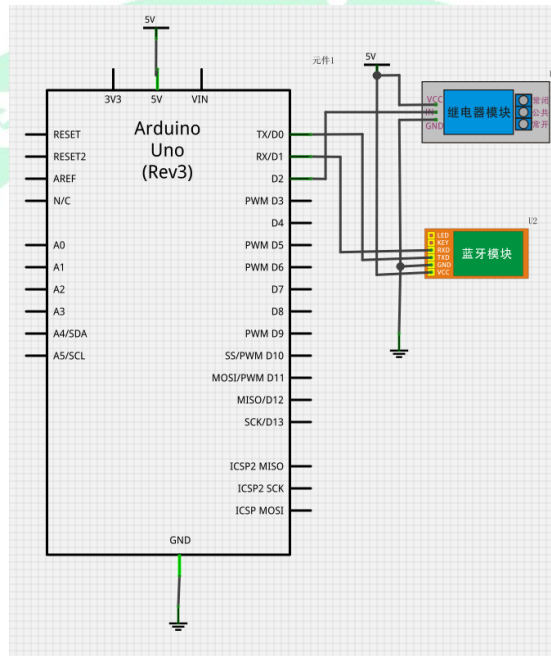 5V
元件1
5V
3V3 5V VIN
Arduino
Uno
(Rev3)
RESET
RESET2
AREF
N/C
A0
A1
A2
A3
A4/SDA
A5/SCL
TX/D0
RX/D1
D2
PWM D3
D4
PWM D5
PWM D6
D7
D8
PWM D9
SS/PWM D10
MOSI/PWM D11
MISO/D12
SCK/D13
ICSP2 MISO
ICSP2 SCK
ICSP MOSI
GND
VCC
IN
GND
继电器模块
常闭
公共
常开
U2
LED
KEY
RXD
TXD
GND
VCC
蓝牙模块